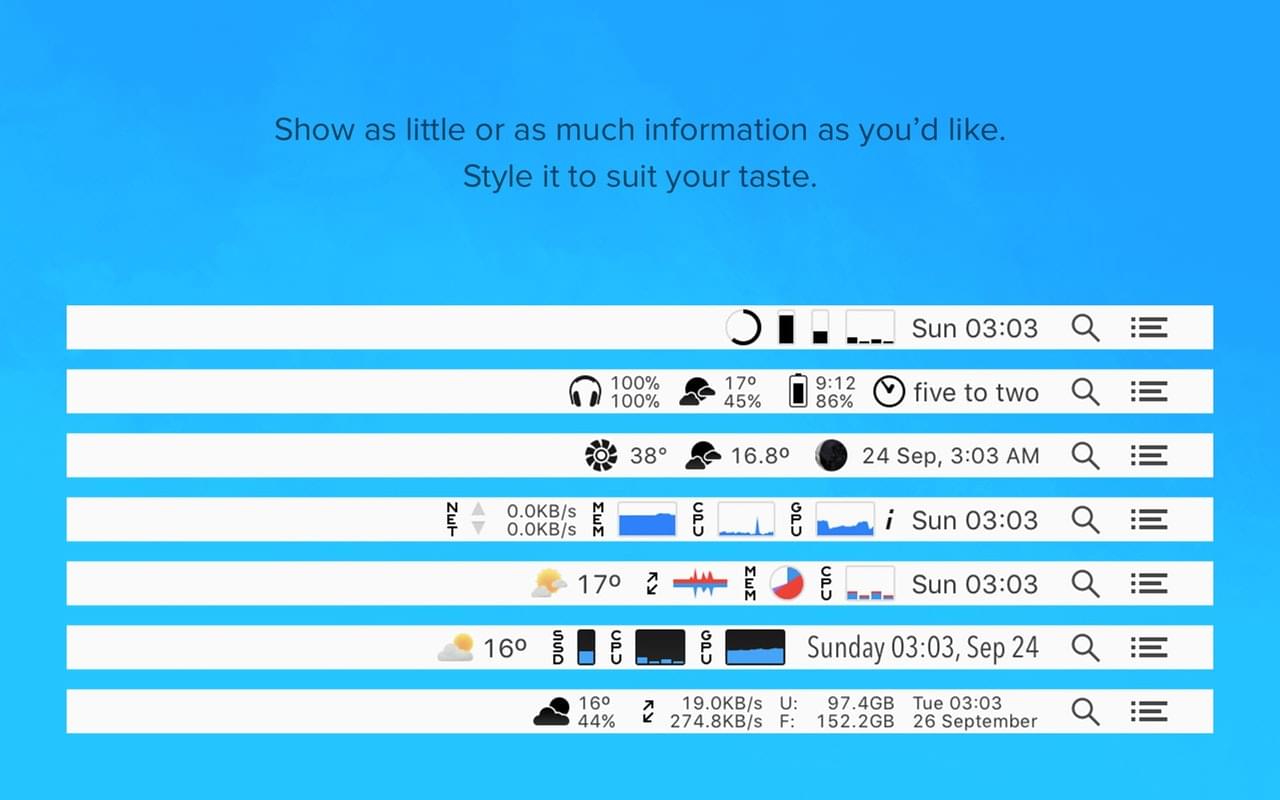 Show as little or as much information as you’d like.
Style it to suit your taste.
Sun 03:03
100% 17º 9:12 five to two
100% 45% 86%
38° 16.8º 24 Sep, 3:03 AM
NET 0.0KB/s MEM CPU GPU i Sun 03:03
0.0KB/s
17º MEM CPU Sun 03:03
16º SSD CPU GPU Sunday 03:03, Sep 24
16º 19.0KB/s U: 97.4GB Tue 03:03
44% 274.8KB/s F: 152.2GB 26 September